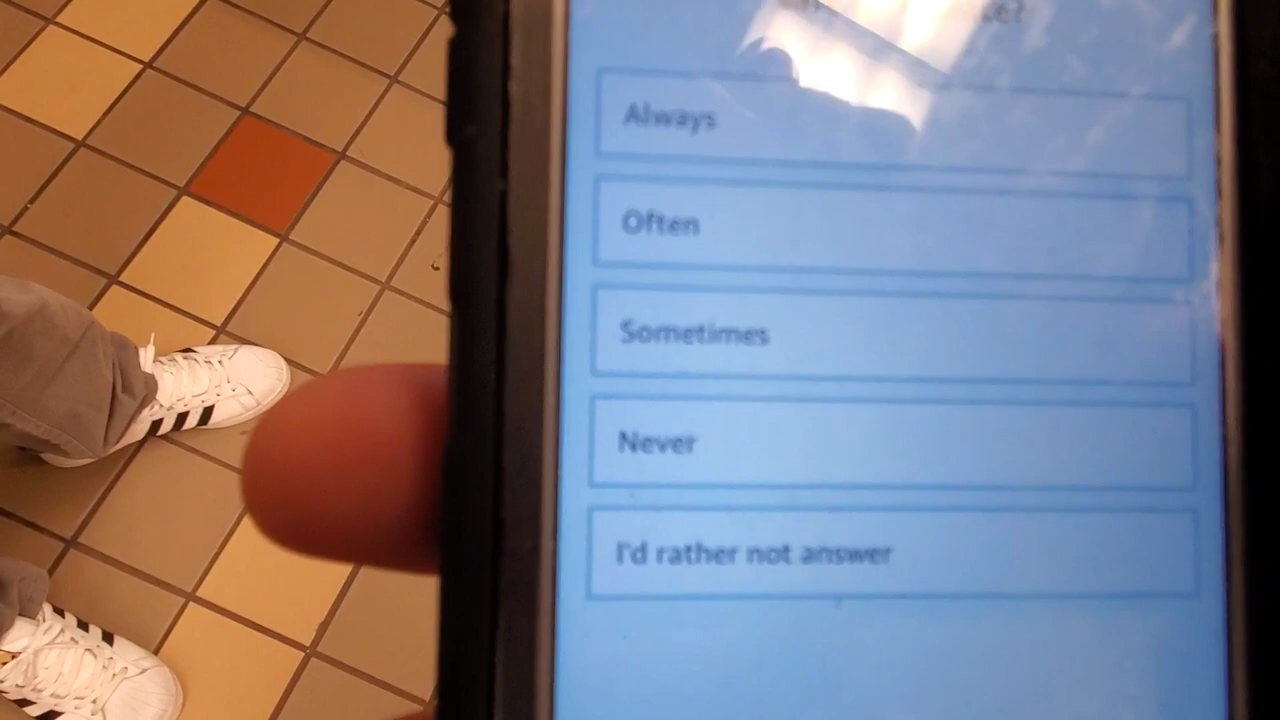 Always
Often
Sometimes
Never
I'd rather not answer